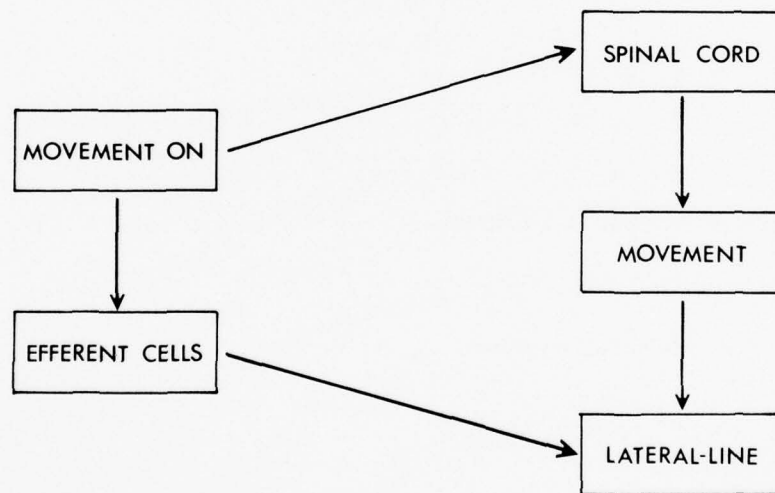 SPINAL CORD
MOVEMENT ON
MOVEMENT
EFFERENT CELLS
LATERAL-LINE